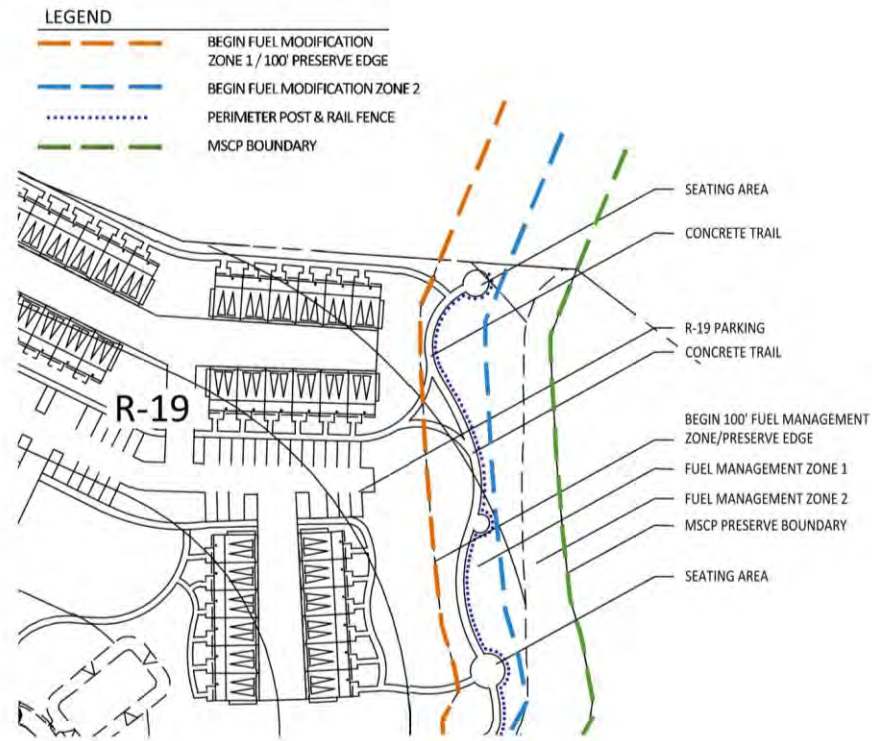 LEGEND
BEGIN FUEL MODIFICATION
ZONE 1 / 100' PRESERVE EDGE
BEGIN FUEL MODIFICATION ZONE 2
PERIMETER POST & RAIL FENCE
MSCP BOUNDARY
SEATING AREA
CONCRETE TRAIL
R-19 PARKING
CONCRETE TRAIL
R-19
BEGIN 100' FUEL MANAGEMENT
ZONE/PRESERVE EDGE
FUEL MANAGEMENT ZONE 1
FUEL MANAGEMENT ZONE 2
MSCP PRESERVE BOUNDARY
SEATING AREA